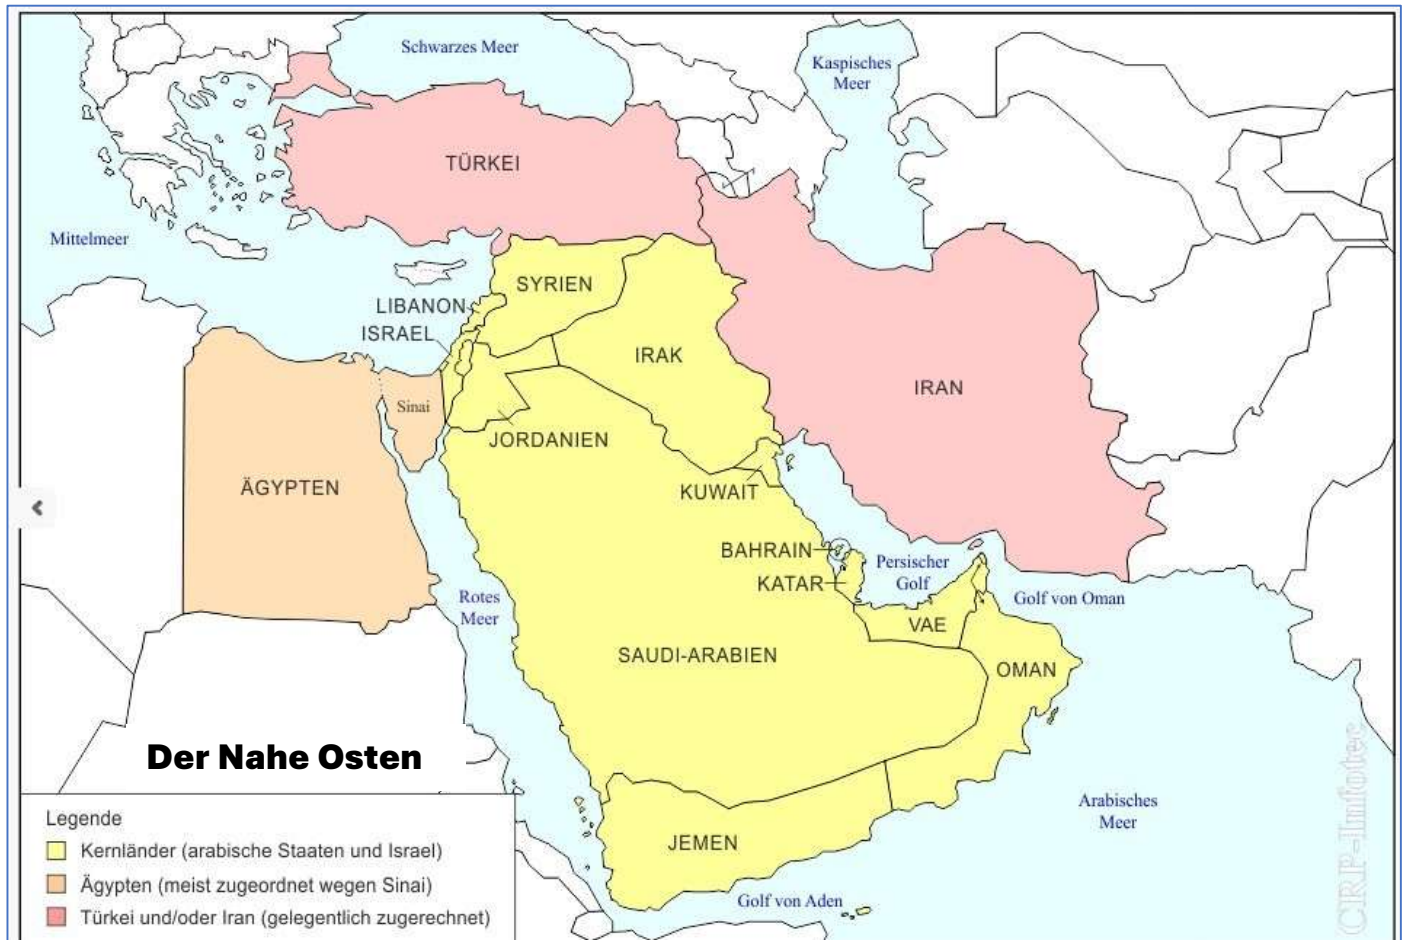 Schwarzes Meer
Kaspisches
Meer
TÜRKEI
Mittelmeer
SYRIEN
LIBANON
ISRAEL
IRAK
IRAN
Sinai
JORDANIEN
ÄGYPTEN
KUWAIT
BAHRAIN
Persischer
Golf
KATAR
Rotes
Meer
Golf von Oman
VAE
SAUDI-ARABIEN
OMAN
Der Nahe Osten
Arabisches
Meer
JEMEN
Golf von Aden
Legende
Kernländer (arabische Staaten und Israel)
Ägypten (meist zugeordnet wegen Sinai)
Türkei und/oder Iran (gelegentlich zugerechnet)
CRP-Infotec